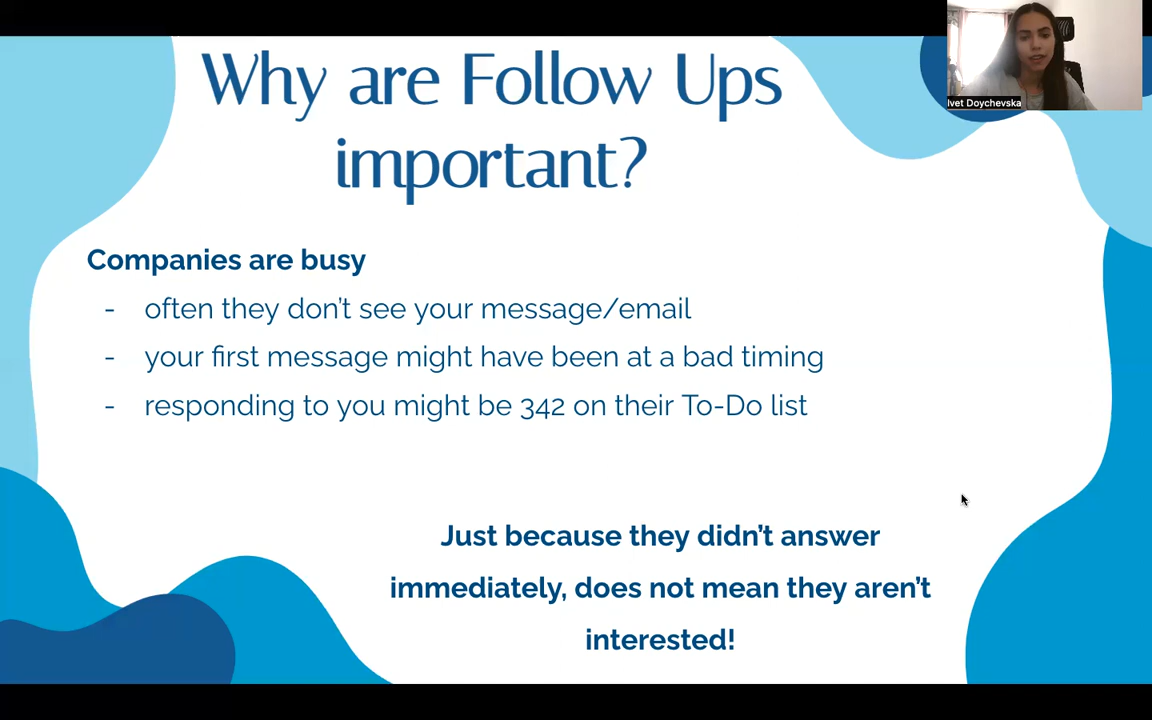 Why are Follow Ups
important?
Ivet Doychevska
Companies are busy
- often they don't see your message/email
- your first message might have been at a bad timing
- responding to you might be 342 on their To-Do list
Just because they didn't answer
immediately, does not mean they aren't
interested!